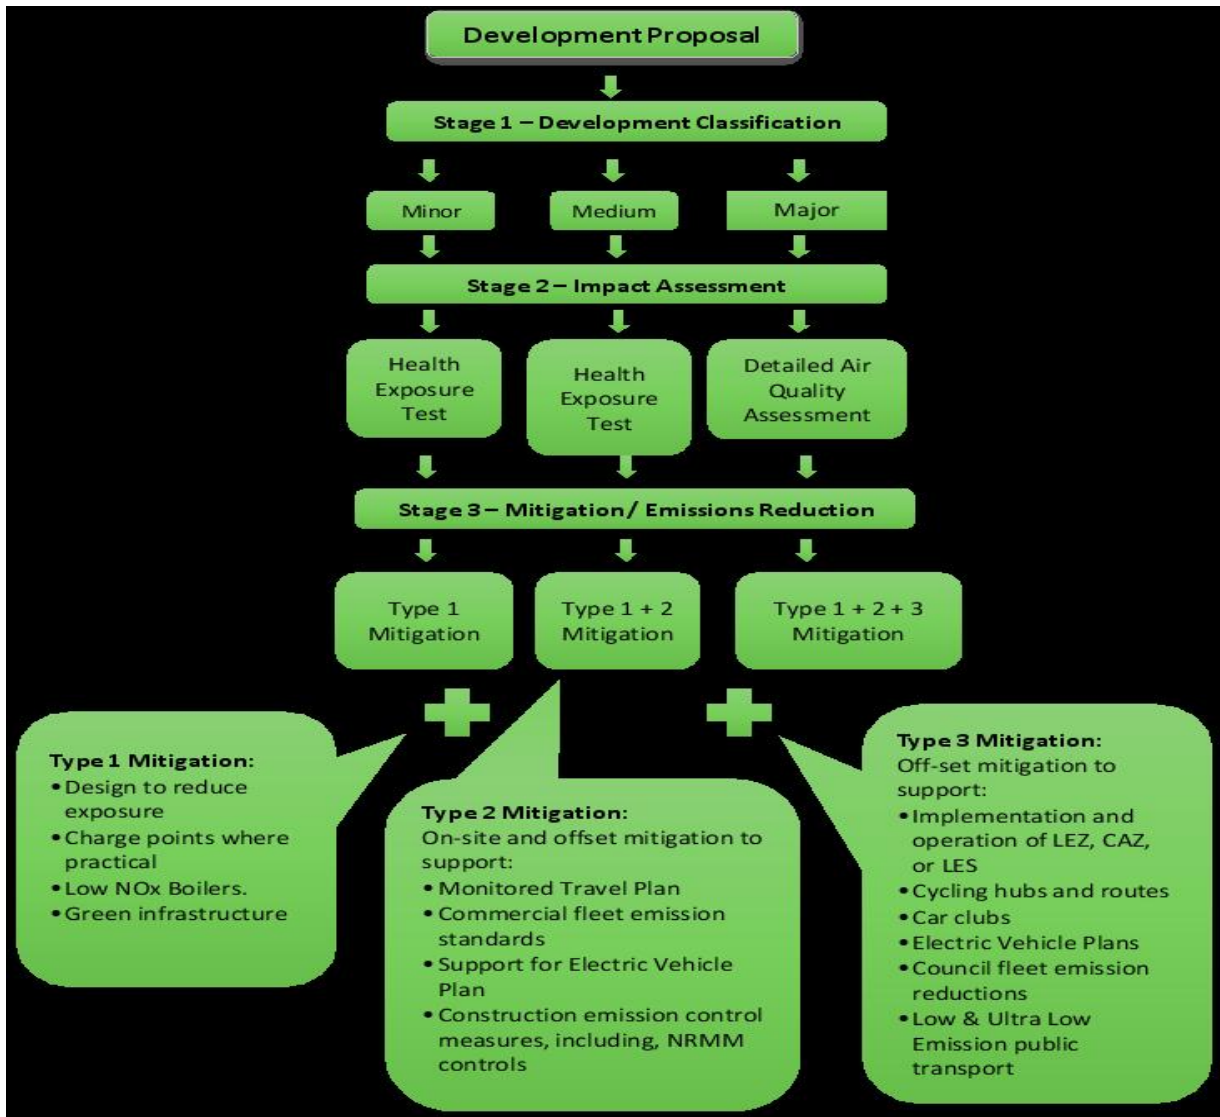 Development Proposal
Stage 1 – Development Classification
Minor
Medium
Major
Stage 2 – Impact Assessment
Health
Exposure
Test
Health
Exposure
Test
Detailed Air
Quality
Assessment
Stage 3 – Mitigation / Emissions Reduction
Type 1
Mitigation
Type 1 + 2
Mitigation
Type 1 + 2 + 3
Mitigation
Type 1 Mitigation:
• Design to reduce
exposure
• Charge points where
practical
• Low NOx Boilers.
• Green infrastructure
Type 2 Mitigation:
On-site and offset mitigation to
support:
• Monitored Travel Plan
• Commercial fleet emission
standards
• Support for Electric Vehicle
Plan
• Construction emission control
measures, including, NRMM
controls
Type 3 Mitigation:
Off-set mitigation to
support:
• Implementation and
operation of LEZ, CAZ,
or LES
• Cycling hubs and routes
• Car clubs
• Electric Vehicle Plans
• Council fleet emission
reductions
• Low & Ultra Low
Emission public
transport